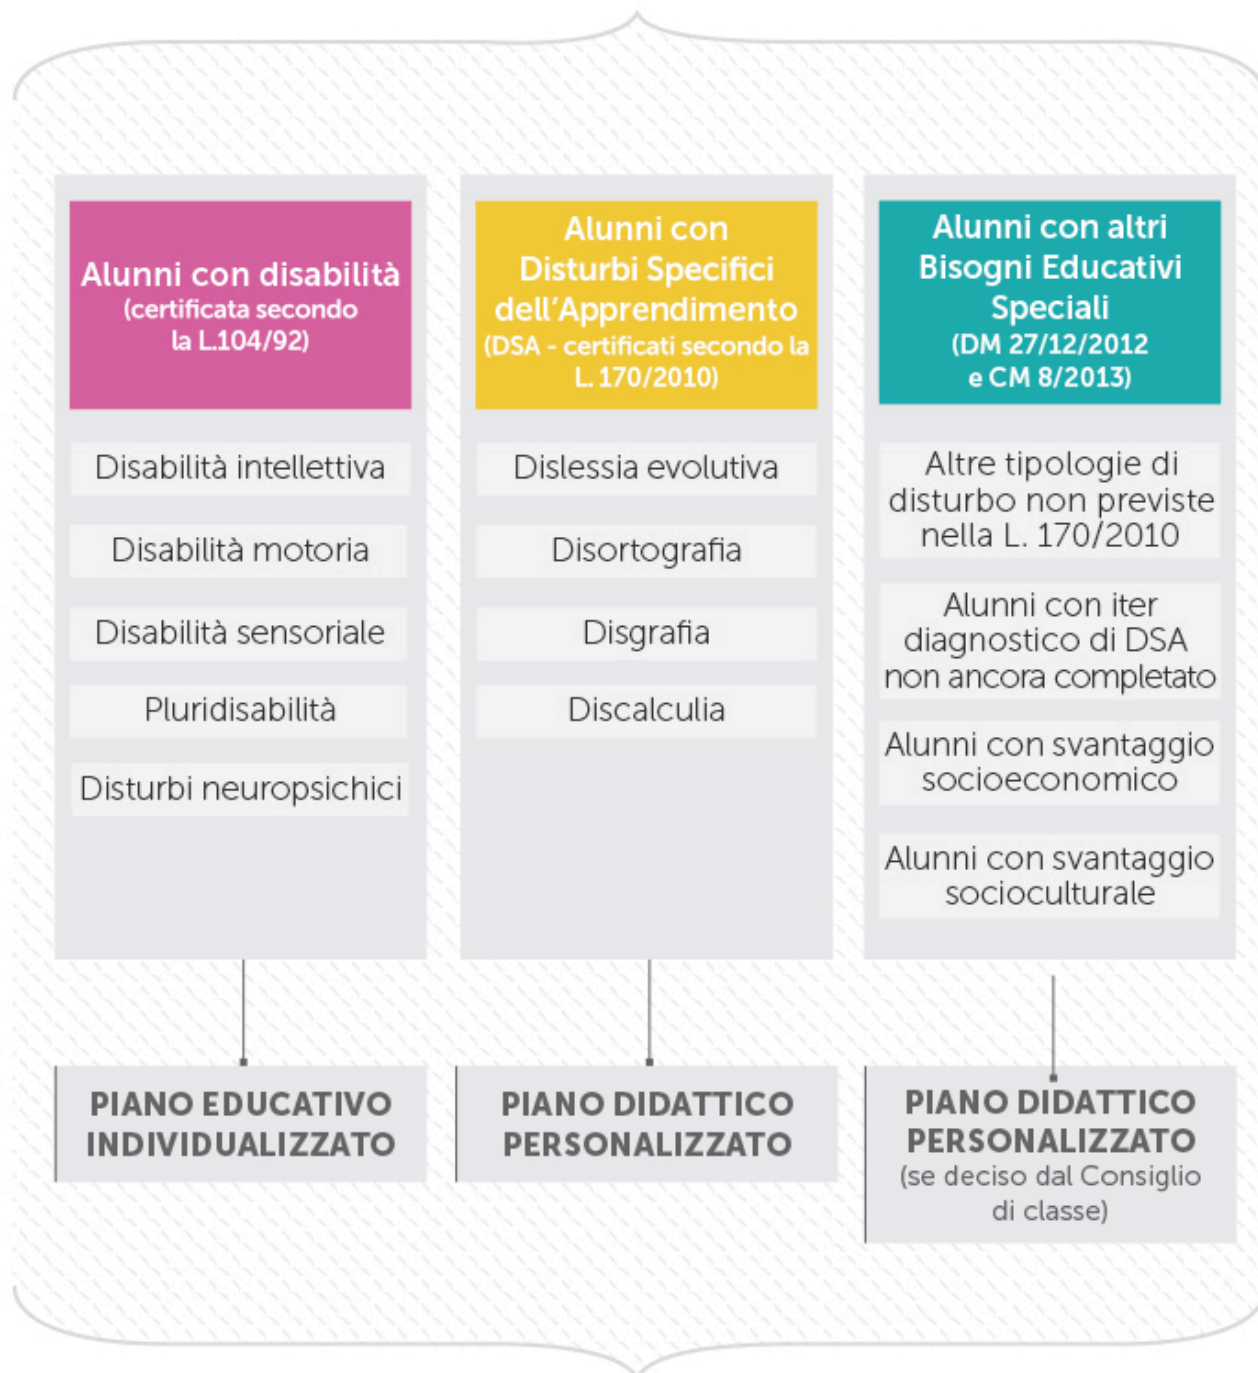 Alunni con disabilità
(certificata secondo
la L.104/92)
Disabilità intellettiva
Disabilità motoria
Disabilità sensoriale
Pluridisabilità
Disturbi neuropsichici
PIANO EDUCATIVO
INDIVIDUALIZZATO
Alunni con
Disturbi Specifici
dell'Apprendimento
(DSA - certificati secondo la
L. 170/2010)
Dislessia evolutiva
Disortografia
Disgrafia
Discalculia
PIANO DIDATTICO
PERSONALIZZATO
Alunni con altri
Bisogni Educativi
Speciali
(DM 27/12/2012
e CM 8/2013)
Altre tipologie di
disturbo non previste
nella L. 170/2010
Alunni con iter
diagnostico di DSA
non ancora completato
Alunni con svantaggio
socioeconomico
Alunni con svantaggio
socioculturale
PIANO DIDATTICO
PERSONALIZZATO
(se deciso dal Consiglio
di classe)